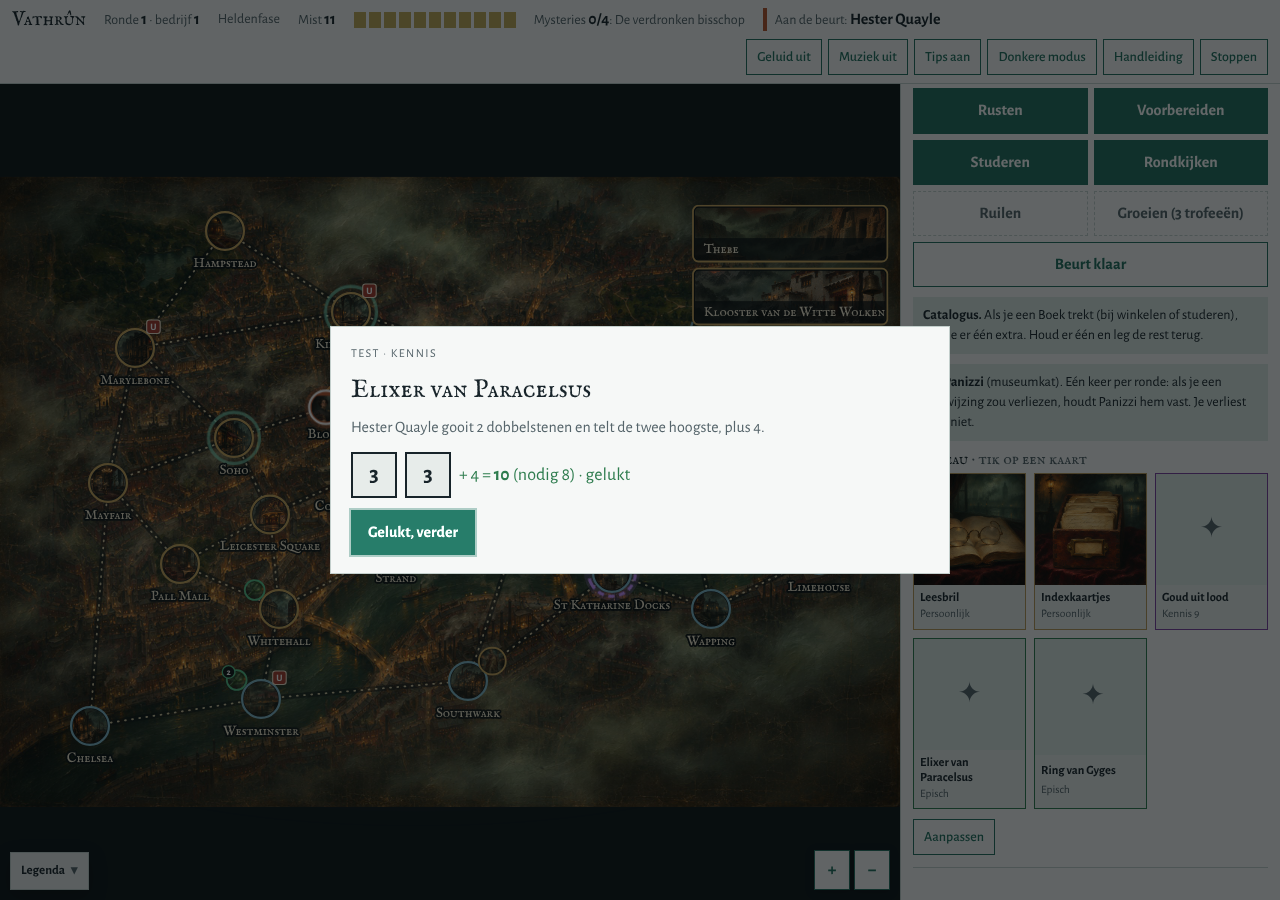 Vathrûn
Ronde 1 · bedrijf 1
Heldenfase
Mist 11
Mysteries 0/4: De verdronken bisschop
Aan de beurt: Hester Quayle
Geluid uit
Muziek uit
Tips aan
Donkere modus
Handleiding
Stoppen
Rusten
Voorbereiden
Studeren
Rondkijken
Ruilen
Groeien (3 trofeeën)
Beurt klaar
Catalogus. Als je een Boek trekt (bij winkelen of studeren),
e er één extra. Houd er één en leg de rest terug.
anizzi (museumkat). Eén keer per ronde: als je een
wijzing zou verliezen, houdt Panizzi hem vast. Je verliest
niet.
AU · tik op een kaart
Leesbril
Persoonlijk
Indexkaartjes
Persoonlijk
Goud uit lood
Kennis 9
Elixer van
Paracelsus
Episch
Ring van Gyges
Episch
Aanpassen
Test · Kennis
Elixer van Paracelsus
Hester Quayle gooit 2 dobbelstenen en telt de twee hoogste, plus 4.
3 3 + 4 = 10 (nodig 8) · gelukt
Gelukt, verder
Hampstead
Thebe
Klooster van de Witte Wolken
U
Ki
U
Marylebone
Blo
Soho
Mayfair
Co
Leicester Square
Strand
Pall Mall
St Katharine Docks
Limehouse
Whitehall
Wapping
2
U
Westminster
Southwark
Chelsea
Legenda ▼
+
−